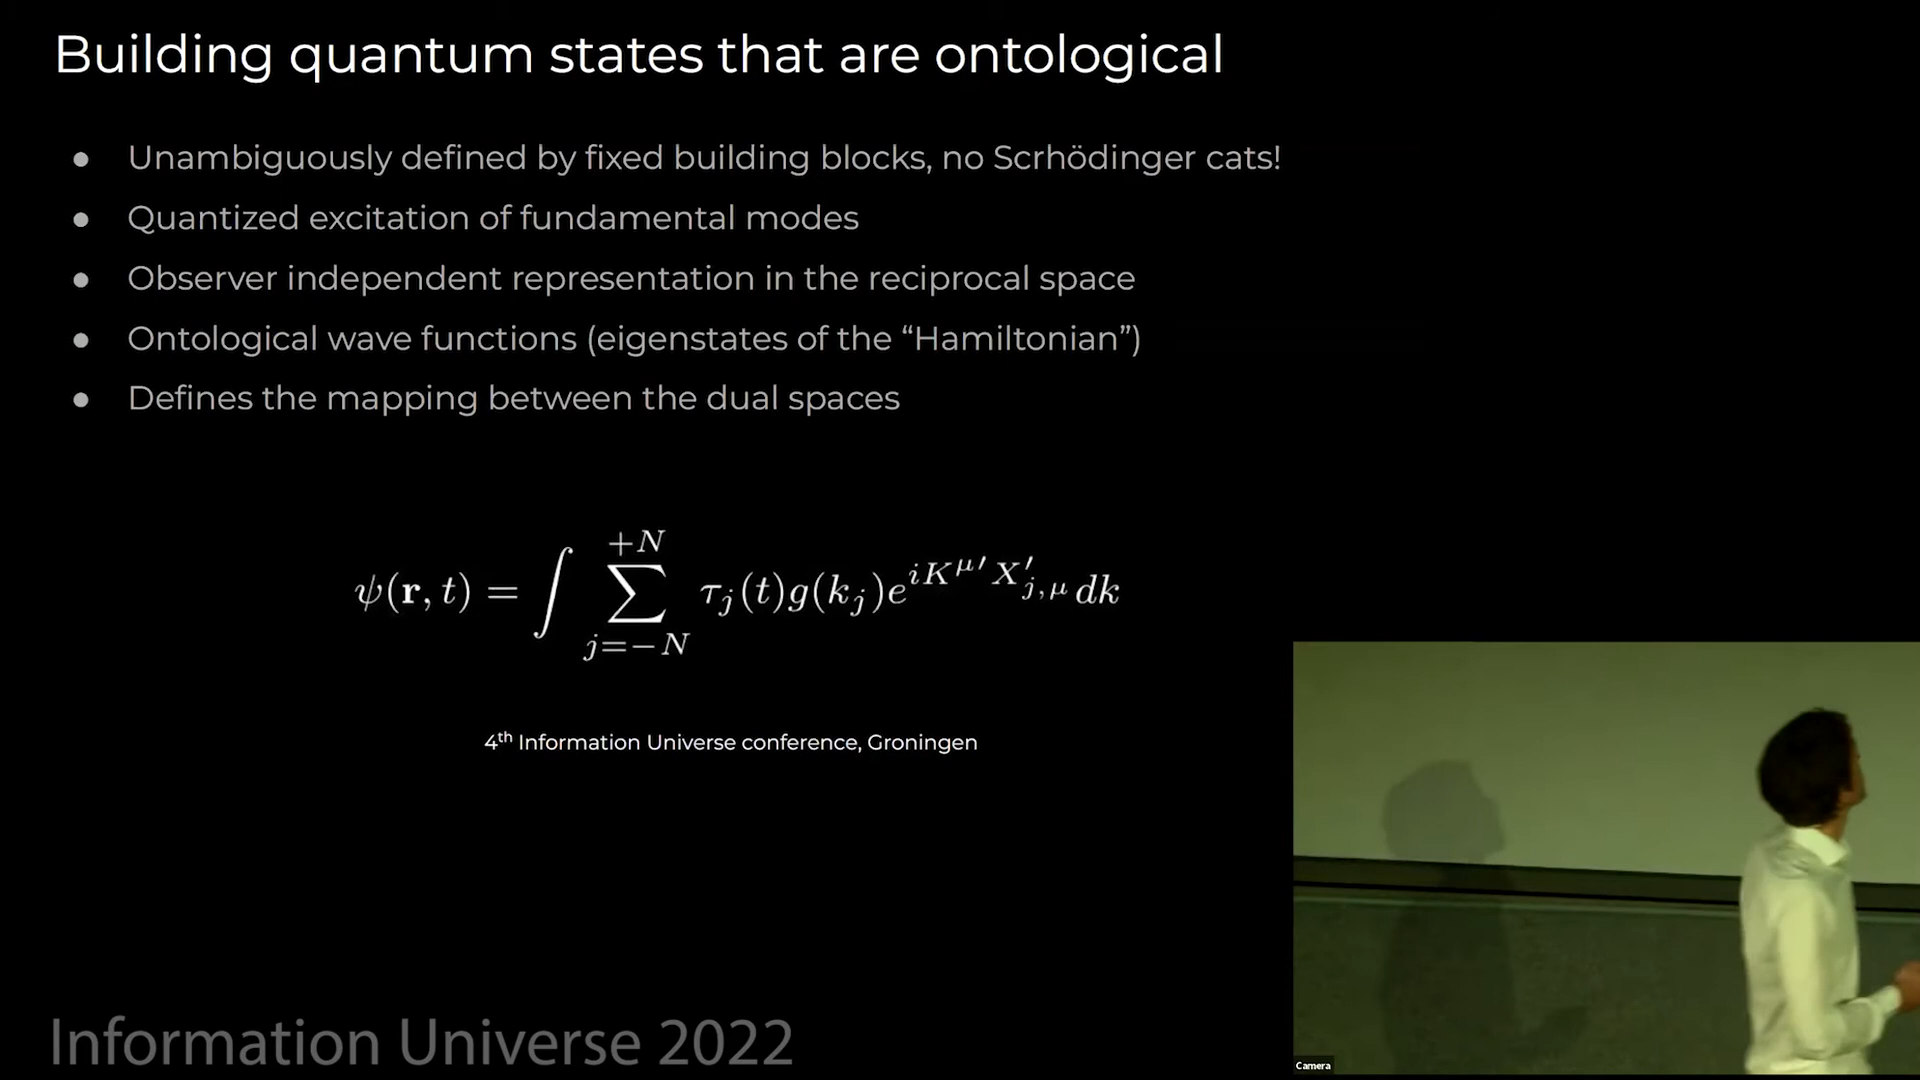 Building quantum states that are ontological
● Unambiguously defined by fixed building blocks, no Scrhödinger cats!
● Quantized excitation of fundamental modes
● Observer independent representation in the reciprocal space
● Ontological wave functions (eigenstates of the “Hamiltonian”)
● Defines the mapping between the dual spaces
ψ(r, t) = ∫ ∑_{j=−N}^{+N} τ_j(t)g(k_j)e^{iK^{μ′}X′_{j,μ}} dk
4th Information Universe conference, Groningen
Information Universe 2022
Camera